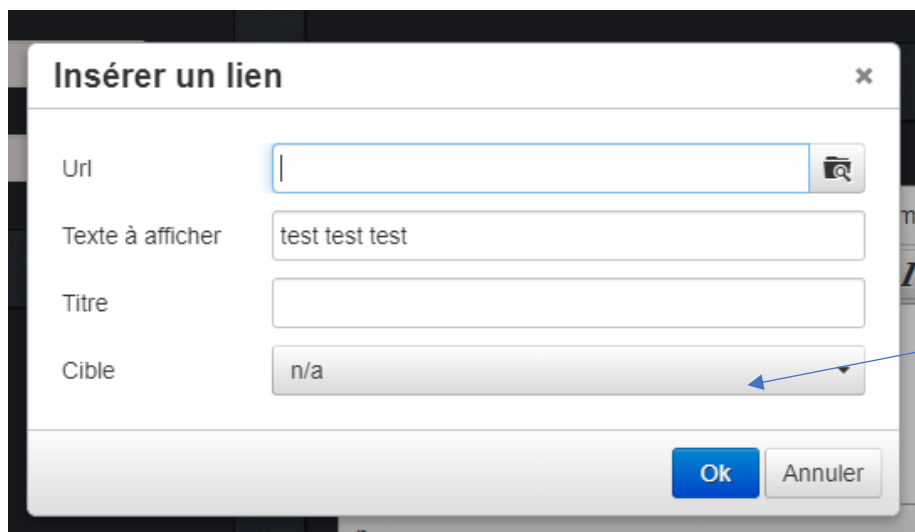 Insérer un lien
Url
Texte à afficher test test test
Titre
Cible n/a
Ok Annuler